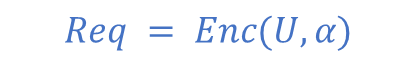 Req = Enc(U, α)